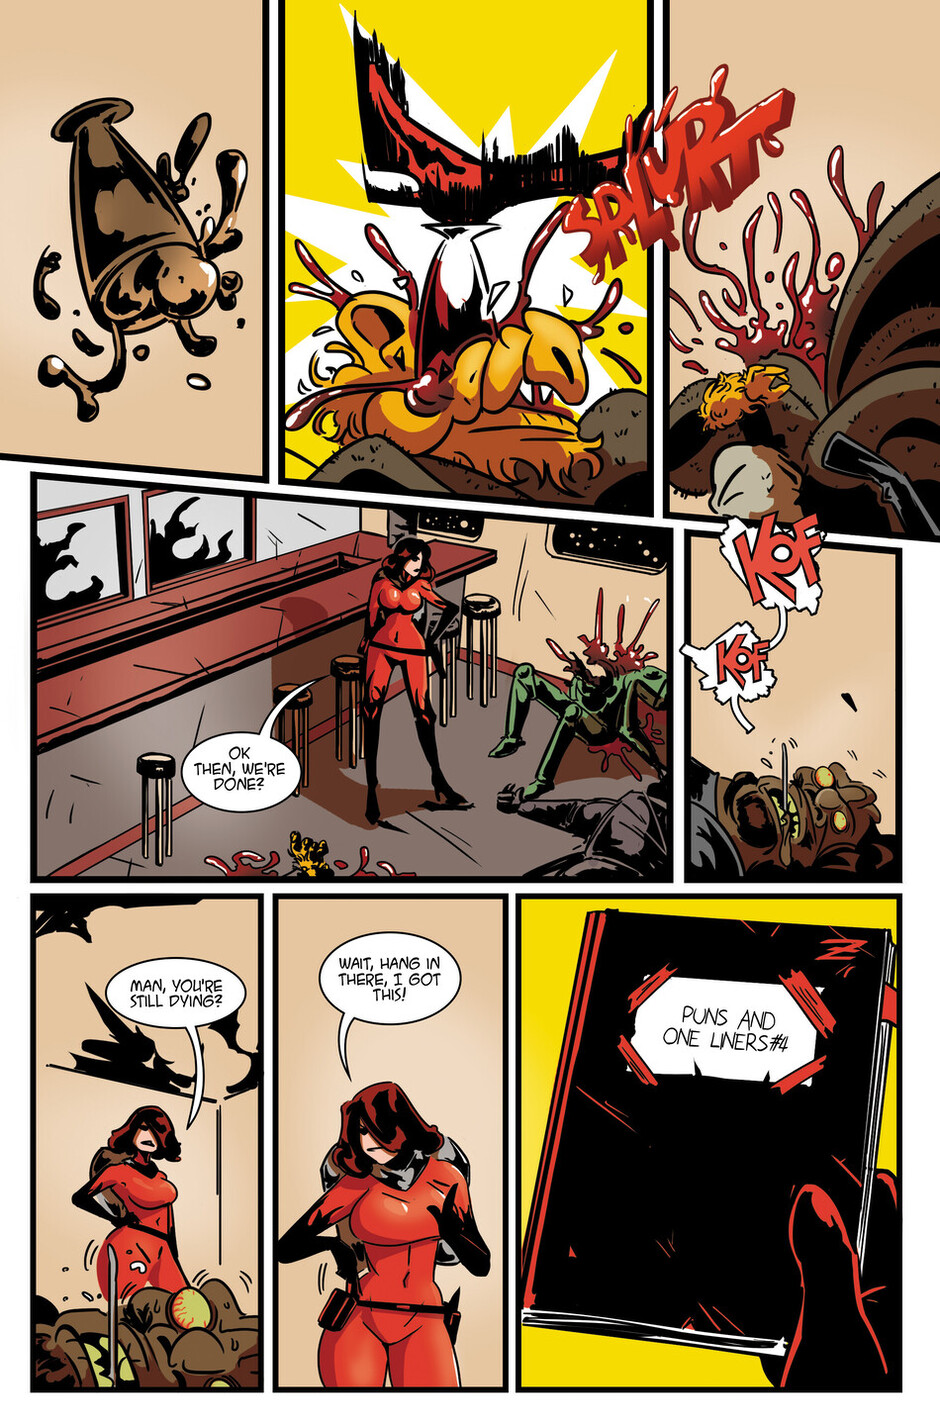 SPLURT
KOF
KOF
OK
THEN, WE'RE
DONE?
MAN, YOU'RE
STILL DYING?
WAIT, HANG IN
THERE, I GOT
THIS!
PUNS AND
ONE LINERS#4